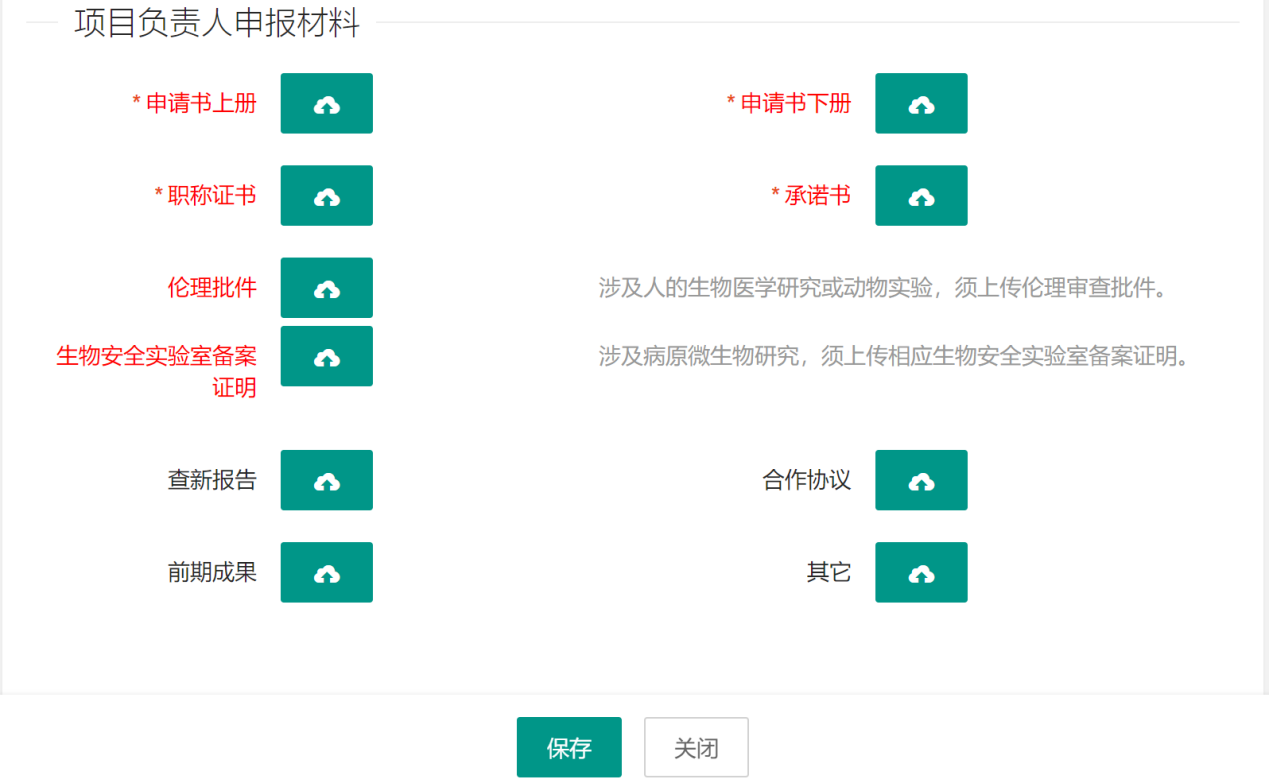 项目负责人申报材料
* 申请书上册
* 申请书下册
* 职称证书
* 承诺书
伦理批件
涉及人的生物医学研究或动物实验，须上传伦理审查批件。
生物安全实验室备案
证明
涉及病原微生物研究，须上传相应生物安全实验室备案证明。
查新报告
合作协议
前期成果
其它
保存
关闭